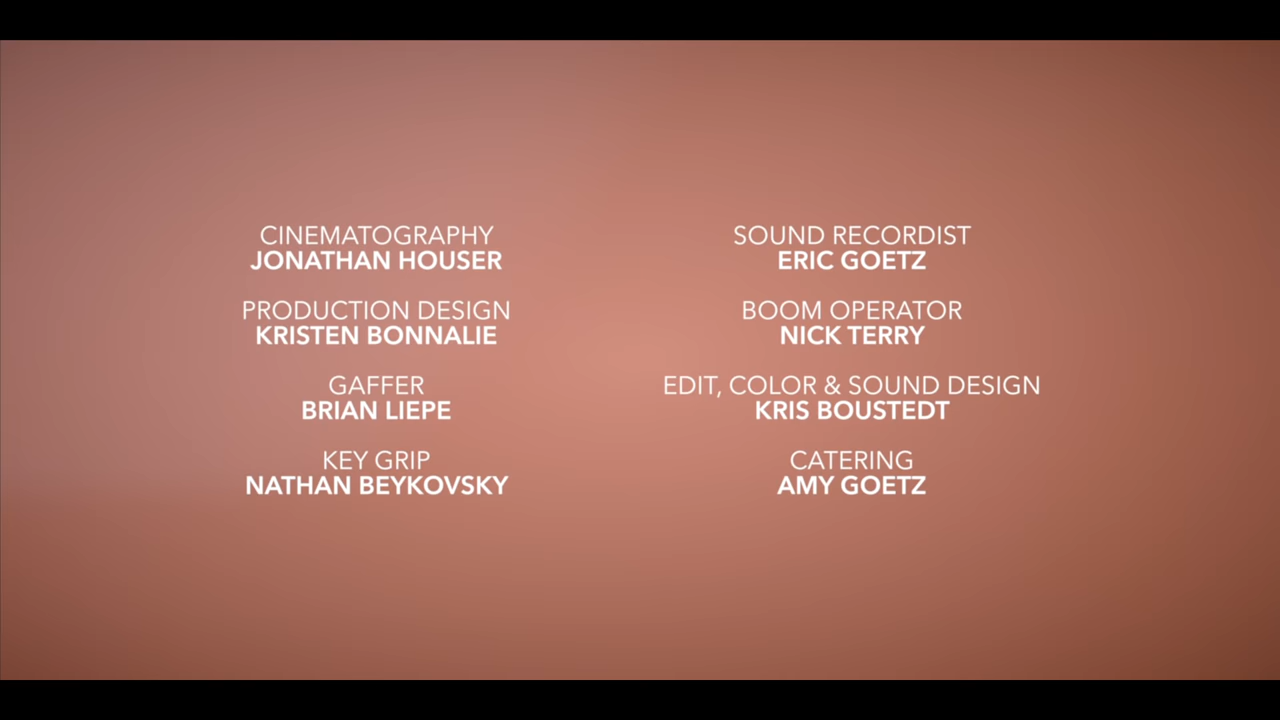 CINEMATOGRAPHY
JONATHAN HOUSER
PRODUCTION DESIGN
KRISTEN BONNALIE
GAFFER
BRIAN LIEPE
KEY GRIP
NATHAN BEYKOVSKY
SOUND RECORDIST
ERIC GOETZ
BOOM OPERATOR
NICK TERRY
EDIT, COLOR & SOUND DESIGN
KRIS BOUSTEDT
CATERING
AMY GOETZ